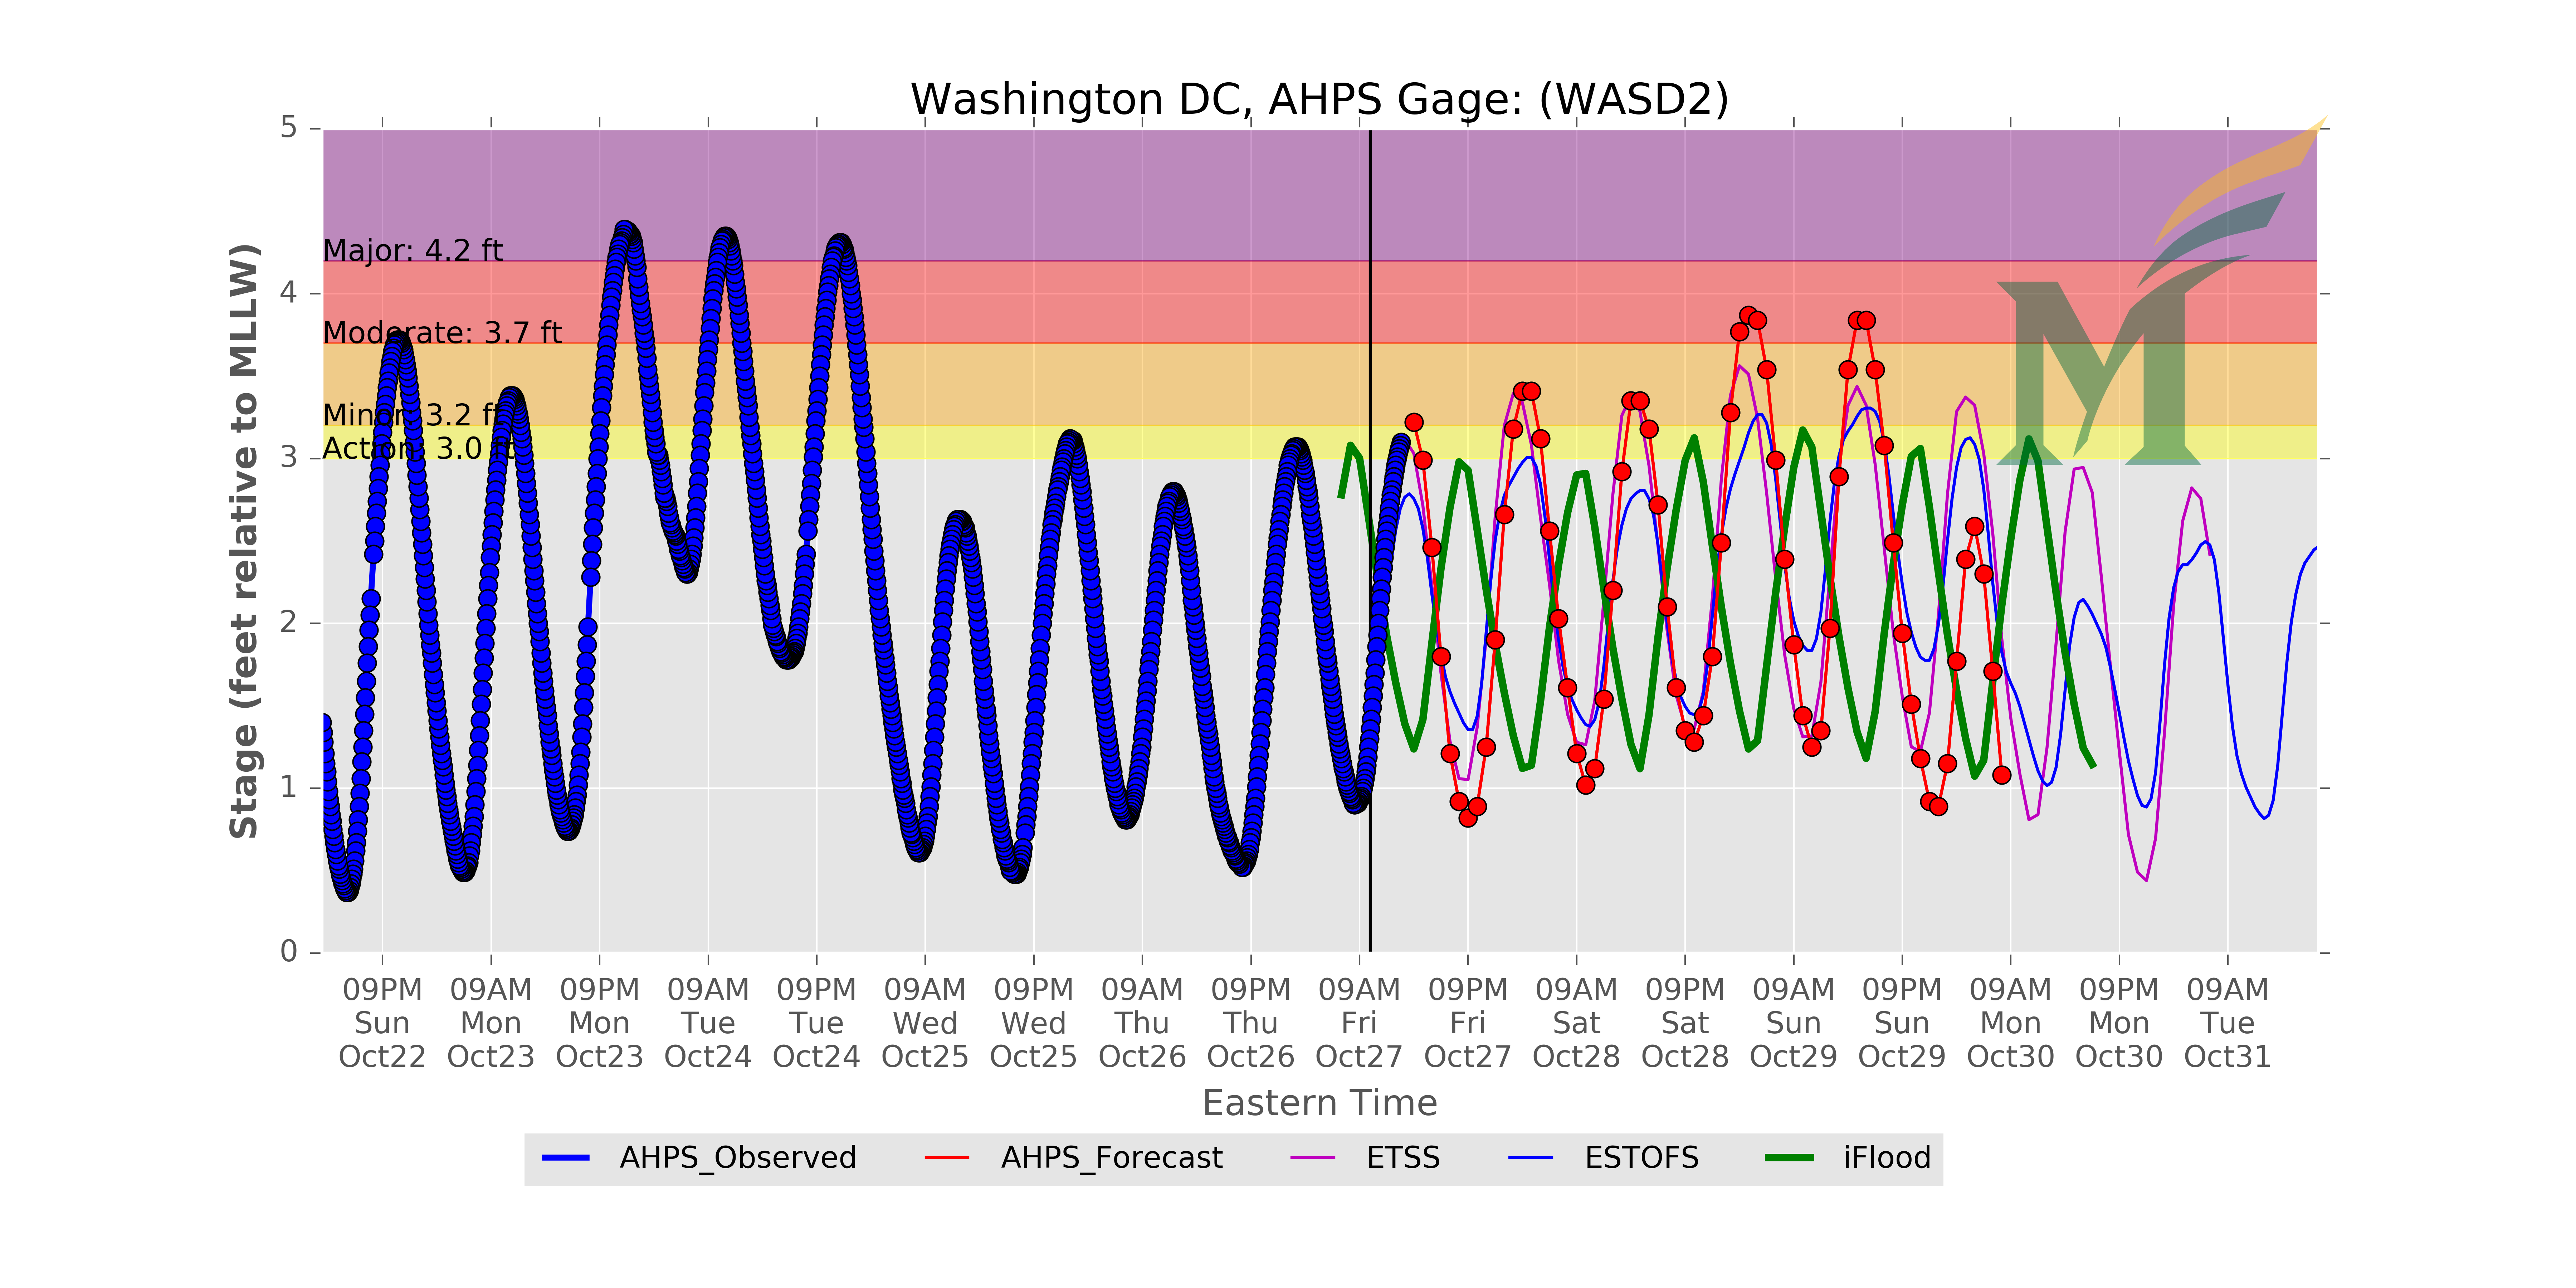 Washington DC, AHPS Gage: (WASD2)
Stage (feet relative to MLLW)
5
4
3
2
1
0
Major: 4.2 ft
Moderate: 3.7 ft
Minor: 3.2 ft
Action: 3.0 ft
09PM 09AM 09PM 09AM 09PM 09AM 09PM 09AM 09PM 09AM 09PM 09AM 09PM 09AM 09PM 09AM 09PM 09AM
Sun Mon Mon Tue Tue Wed Wed Thu Thu Fri Fri Sat Sat Sun Sun Mon Mon Tue
Oct22 Oct23 Oct23 Oct24 Oct24 Oct25 Oct25 Oct26 Oct26 Oct27 Oct27 Oct28 Oct28 Oct29 Oct29 Oct30 Oct30 Oct31
Eastern Time
AHPS_Observed AHPS_Forecast ETSS ESTOFS iFlood
M